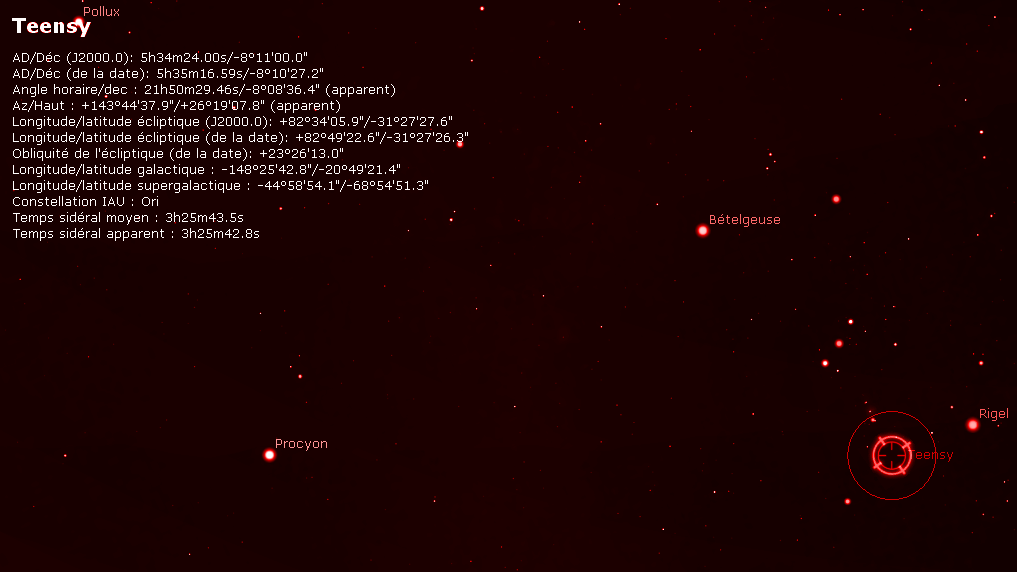 Pollux
Teensy
AD/Déc (J2000.0): 5h34m24.00s/-8°11'00.0"
AD/Déc (de la date): 5h35m16.59s/-8°10'27.2"
Angle horaire/dec : 21h50m29.46s/-8°08'36.4" (apparent)
Az/Haut : +143°44'37.9"/+26°19'07.8" (apparent)
Longitude/latitude écliptique (J2000.0): +82°34'05.9"/-31°27'27.6"
Longitude/latitude écliptique (de la date): +82°49'22.6"/-31°27'26.3"
Obliquité de l'écliptique (de la date): +23°26'13.0"
Longitude/latitude galactique : -148°25'42.8"/-20°49'21.4"
Longitude/latitude supergalactique : -44°58'54.1"/-68°54'51.3"
Constellation IAU : Ori
Temps sidéral moyen : 3h25m43.5s
Temps sidéral apparent : 3h25m42.8s
Bételgeuse
Rigel
Procyon
Teensy